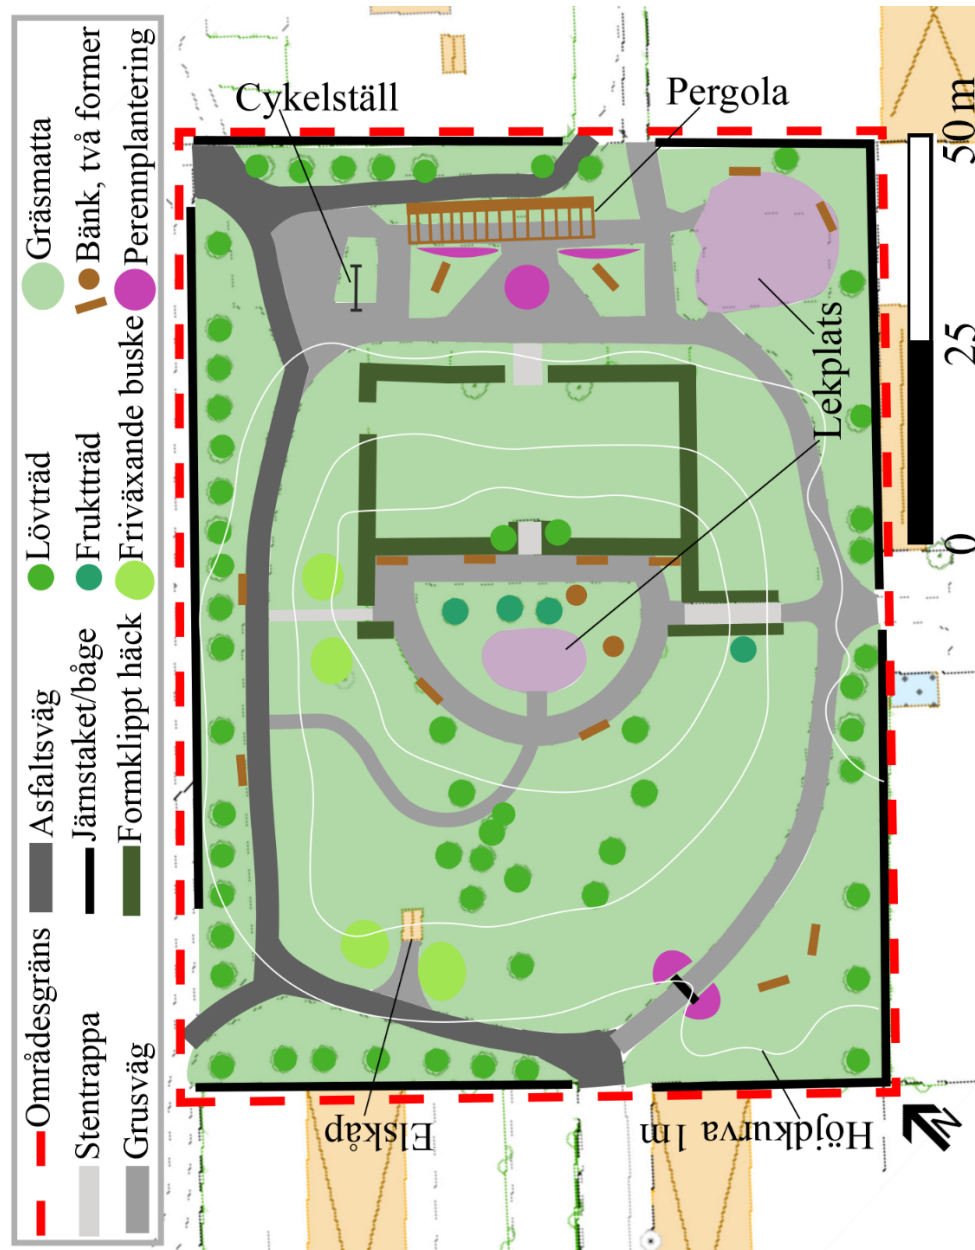 Områdesgräns
Stentrappa
Grusväg
Asfaltsväg
Järnstaket/båge
Formklippt häck
Lövträd
Fruktträd
Friväxande buske
Gräsmatta
Bänk, två former
Perennplantering
Cykelställ
Pergola
Lekplats
Elskåp
Höjdkurva 1m
0
25
50 m
N